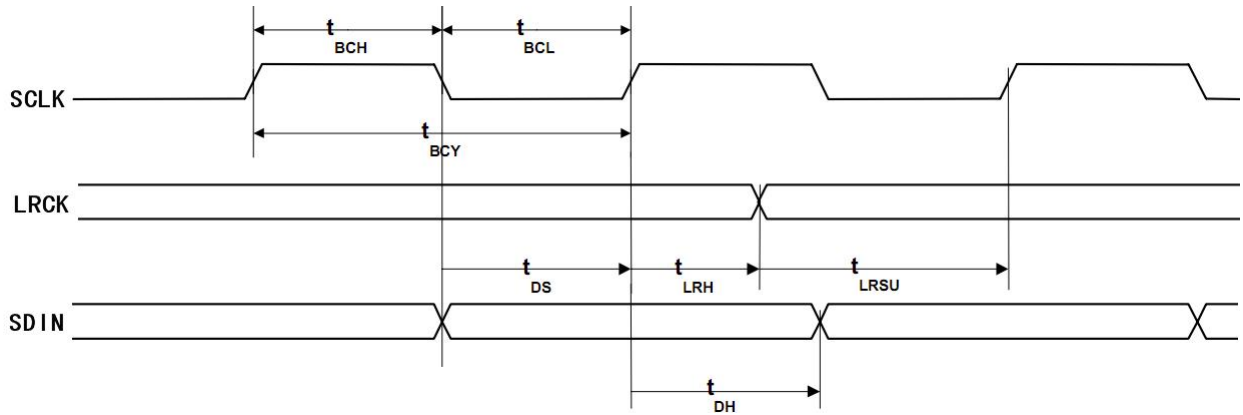 t BCH t BCL
SCLK
t BCY
LRCK
t DS t LRH t LRSU
SDIN
t DH